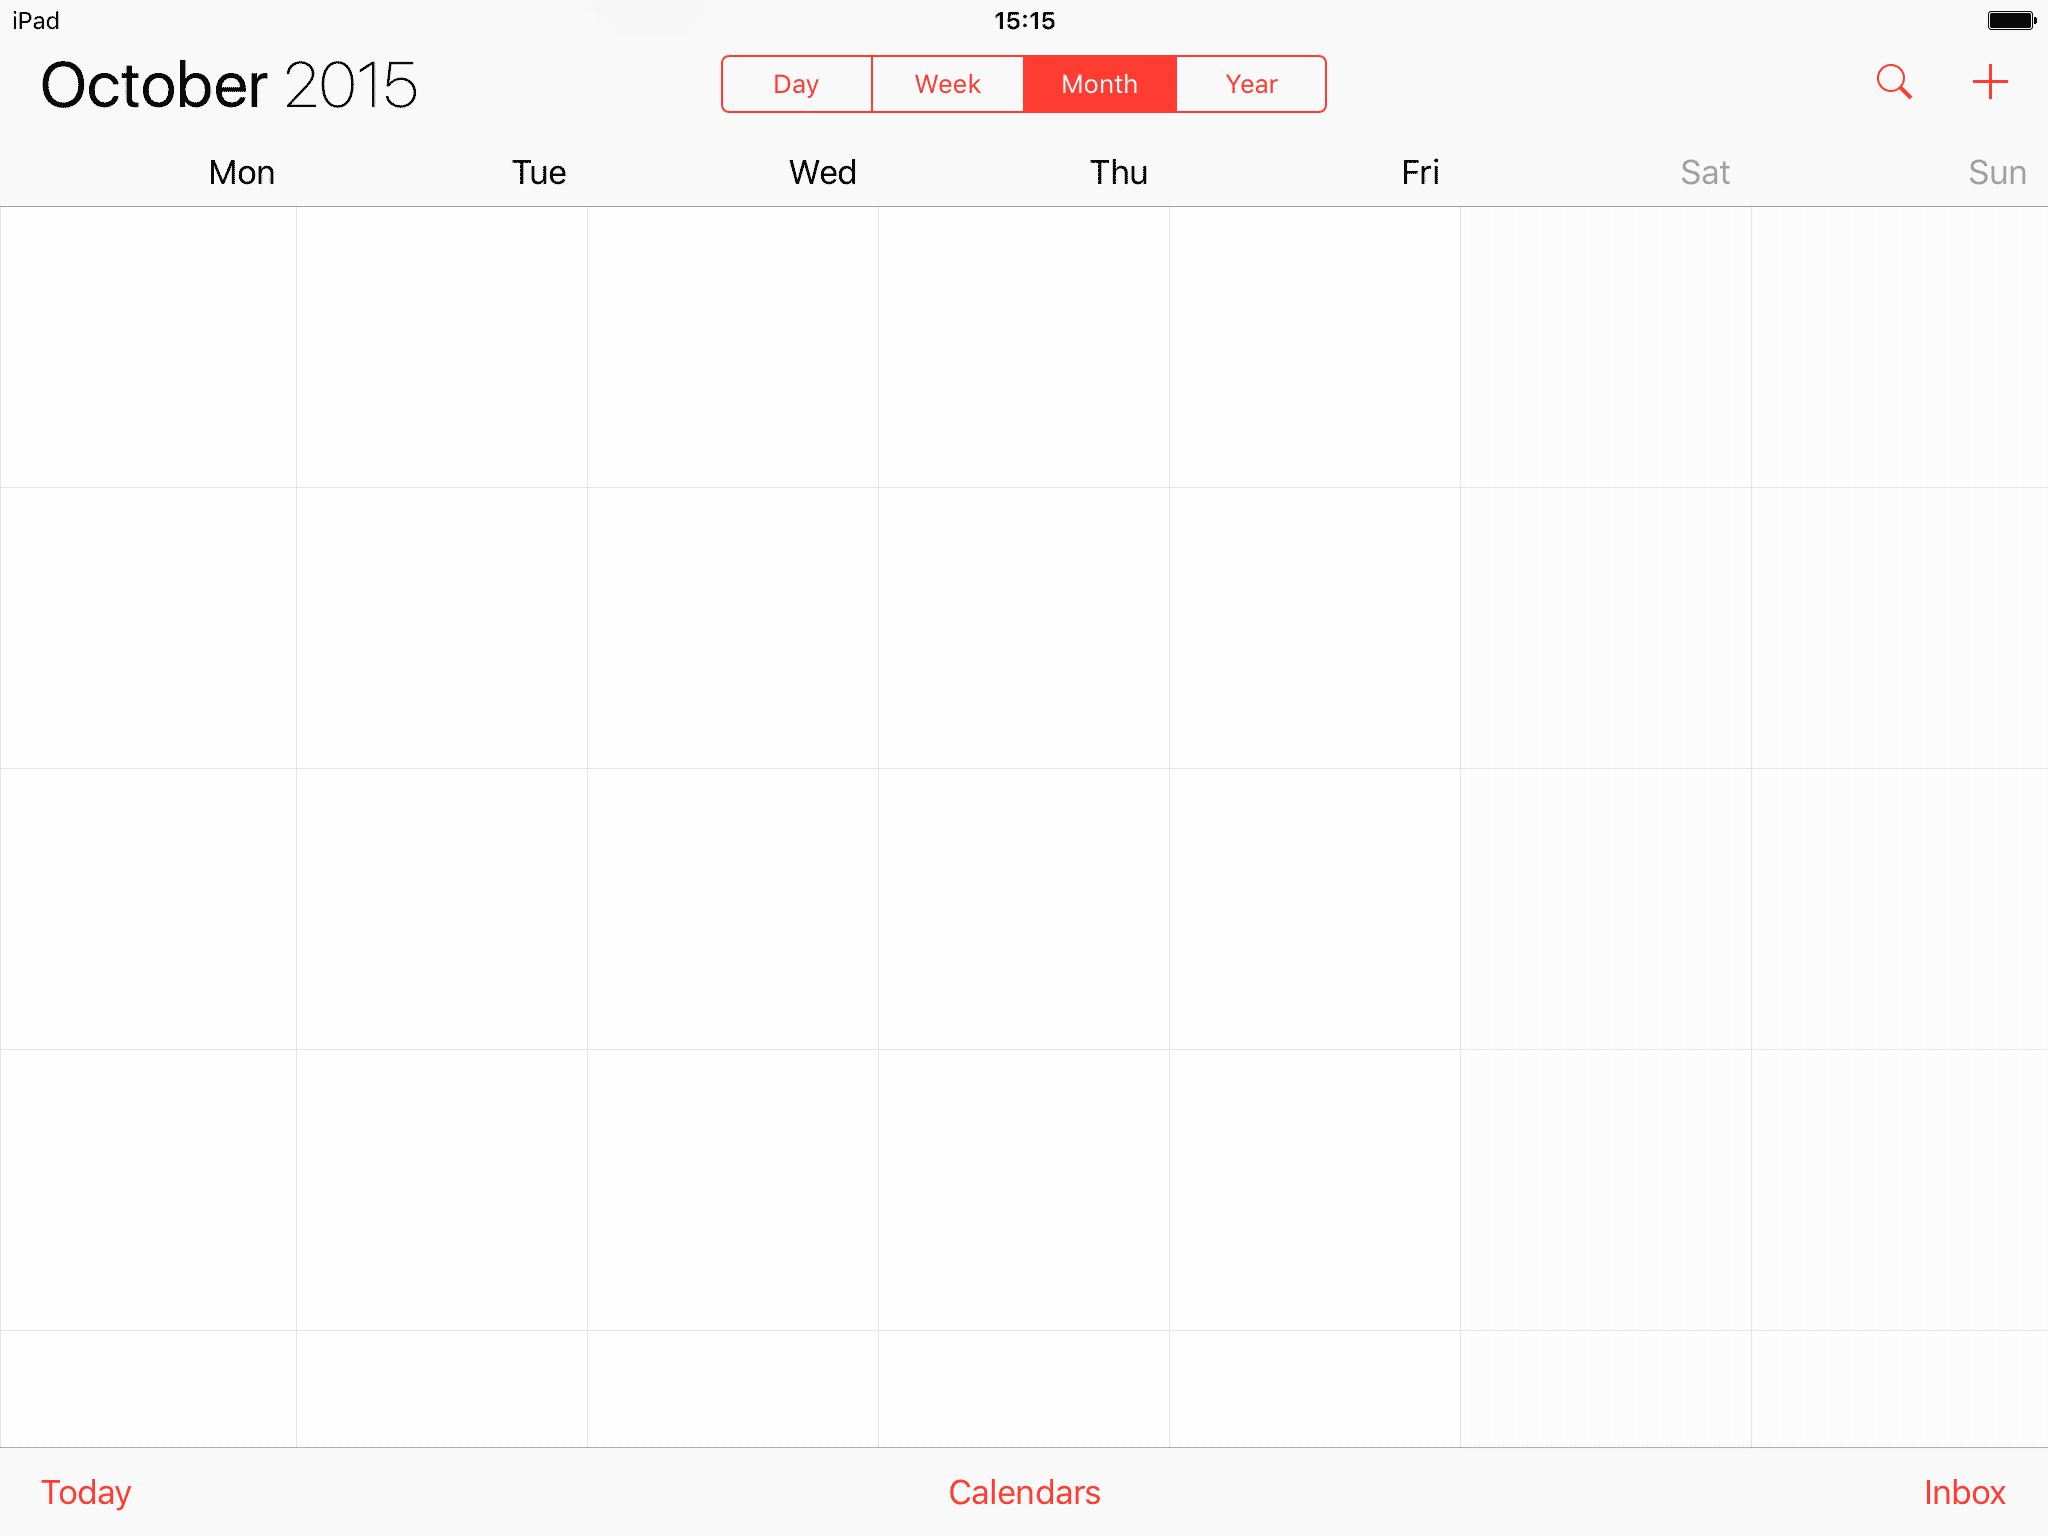 iPad 15:15
October 2015 Day Week Month Year
Mon Tue Wed Thu Fri Sat Sun
Today Calendars Inbox